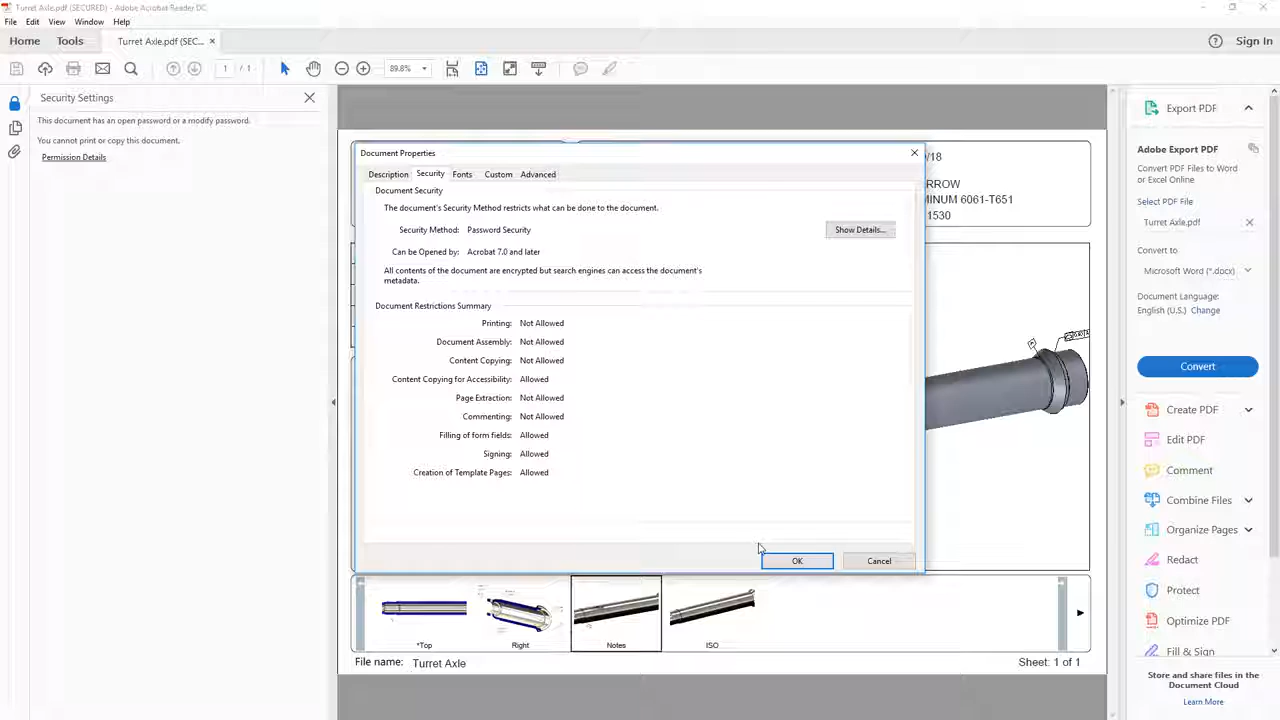 Turret Axle.pdf (SECURED) - Adobe Acrobat Reader DC
File Edit View Window Help
Home Tools Turret Axle.pdf (SEC... ×
Sign In
1 / 1
89.8%
Security Settings
This document has an open password or a modify password.
You cannot print or copy this document.
Permission Details
/18
RROW
MINUM 6061-T651
1530
Document Properties
Description Security Fonts Custom Advanced
Document Security
The document's Security Method restricts what can be done to the document.
Security Method: Password Security
Show Details...
Can be Opened by: Acrobat 7.0 and later
All contents of the document are encrypted but search engines can access the document's
metadata.
Document Restrictions Summary
Printing: Not Allowed
Document Assembly: Not Allowed
Content Copying: Not Allowed
Content Copying for Accessibility: Allowed
Page Extraction: Not Allowed
Commenting: Not Allowed
Filling of form fields: Allowed
Signing: Allowed
Creation of Template Pages: Allowed
OK Cancel
*Top Right Notes ISO
File name: Turret Axle
Sheet: 1 of 1
Export PDF
Adobe Export PDF
Convert PDF Files to Word
or Excel Online
Select PDF File
Turret Axle.pdf
Convert to
Microsoft Word (*.docx)
Document Language:
English (U.S.) Change
Convert
Create PDF
Edit PDF
Comment
Combine Files
Organize Pages
Redact
Protect
Optimize PDF
Fill & Sign
Store and share files in the
Document Cloud
Learn More